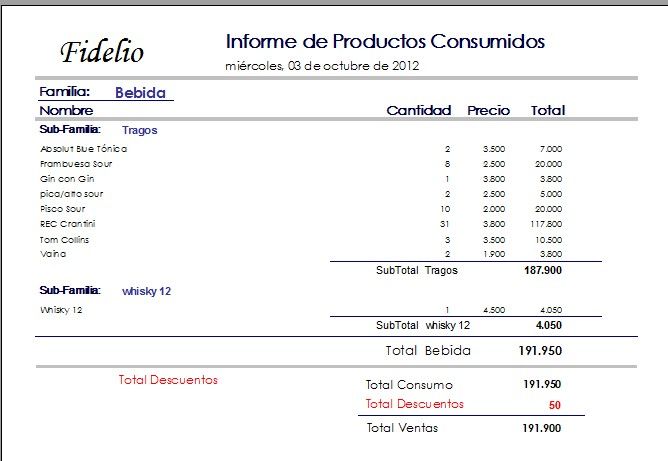 Fidelio
Informe de Productos Consumidos
miércoles, 03 de octubre de 2012
Familia: Bebida
Nombre Cantidad Precio Total
Sub-Familia: Tragos
Absolut Blue Tónica 2 3.500 7.000
Frambuesa Sour 8 2.500 20.000
Gin con Gin 1 3.800 3.800
pica/alto sour 2 2.500 5.000
Pisco Sour 10 2.000 20.000
REC Crantini 31 3.800 117.800
Tom Collins 3 3.500 10.500
Vaina 2 1.900 3.800
SubTotal Tragos 187.900
Sub-Familia: whisky 12
Whisky 12 1 4.500 4.050
SubTotal whisky 12 4.050
Total Bebida 191.950
Total Descuentos
Total Consumo 191.950
Total Descuentos 50
Total Ventas 191.900